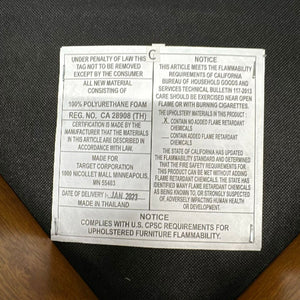 UNDER PENALTY OF LAW THIS
TAG NOT TO BE REMOVED
EXCEPT BY THE CONSUMER
ALL NEW MATERIAL
CONSISTING OF
100% POLYURETHANE FOAM
REG. NO. CA 28908 (TH)
CERTIFICATION IS MADE BY THE
MANUFACTURER THAT THE MATERIALS
IN THIS ARTICLE ARE DESCRIBED
IN ACCORDANCE WITH LAW.
MADE FOR
TARGET CORPORATION
1000 NICOLLET MALL MINNEAPOLIS,
MN 55403
DATE OF DELIVERY: JAN. 2023
MADE IN THAILAND
C
NOTICE
THIS ARTICLE MEETS THE FLAMMABILITY
REQUIREMENTS OF CALIFORNIA
BUREAU OF HOUSEHOLD GOODS AND
SERVICES TECHNICAL BULLETIN 117-2013
CARE SHOULD BE EXERCISED NEAR OPEN
FLAME OR WITH BURNING CIGARETTES.
THE UPHOLSTERY MATERIALS IN THIS PRODUCT:
CONTAIN ADDED FLAME RETARDANT
CHEMICALS
X CONTAIN NO ADDED FLAME RETARDANT
CHEMICALS
THE STATE OF CALIFORNIA HAS UPDATED
THE FLAMMABILITY STANDARD AND DETERMINED
THAT THE FIRE SAFETY REQUIREMENTS FOR
THIS PRODUCT CAN BE MET WITHOUT ADDING
FLAME RETARDANT CHEMICALS. THE STATE HAS
IDENTIFIED MANY FLAME RETARDANT CHEMICALS
AS BEING KNOWN TO, OR STRONGLY SUSPECTED
OF, ADVERSELY IMPACTING HUMAN HEALTH
OR DEVELOPMENT.
NOTICE
COMPLIES WITH U.S. CPSC REQUIREMENTS FOR
UPHOLSTERED FURNITURE FLAMMABILITY.